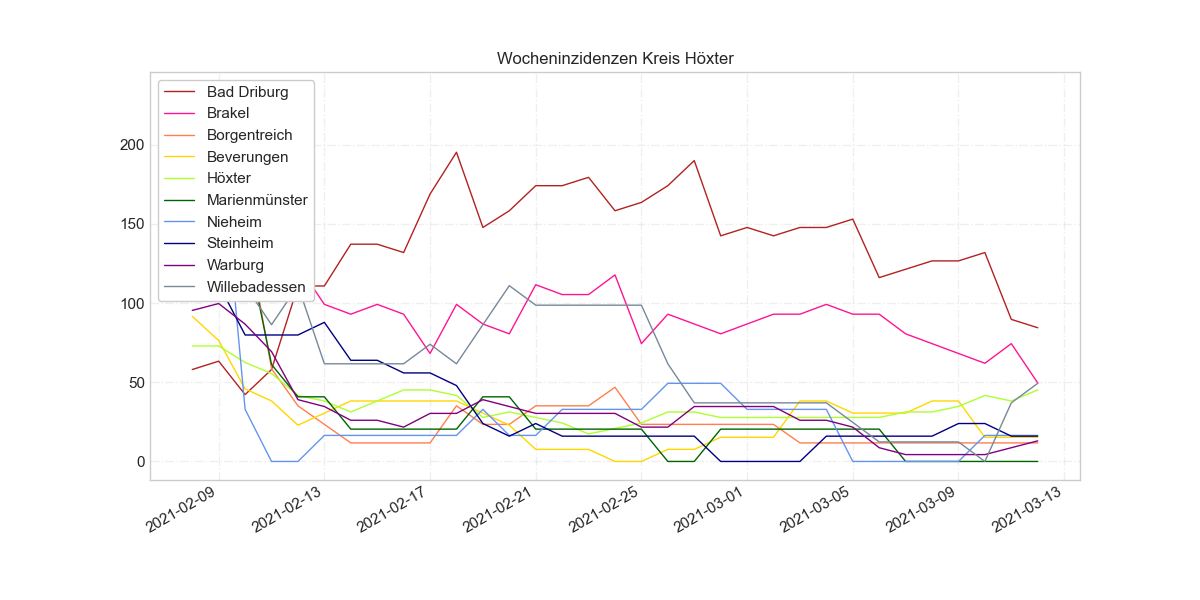 Wocheninzidenzen Kreis Höxter
Bad Driburg
Brakel
Borgentreich
Beverungen
Höxter
Marienmünster
Nieheim
Steinheim
Warburg
Willebadessen
200
150
100
50
0
2021-02-09
2021-02-13
2021-02-17
2021-02-21
2021-02-25
2021-03-01
2021-03-05
2021-03-09
2021-03-13